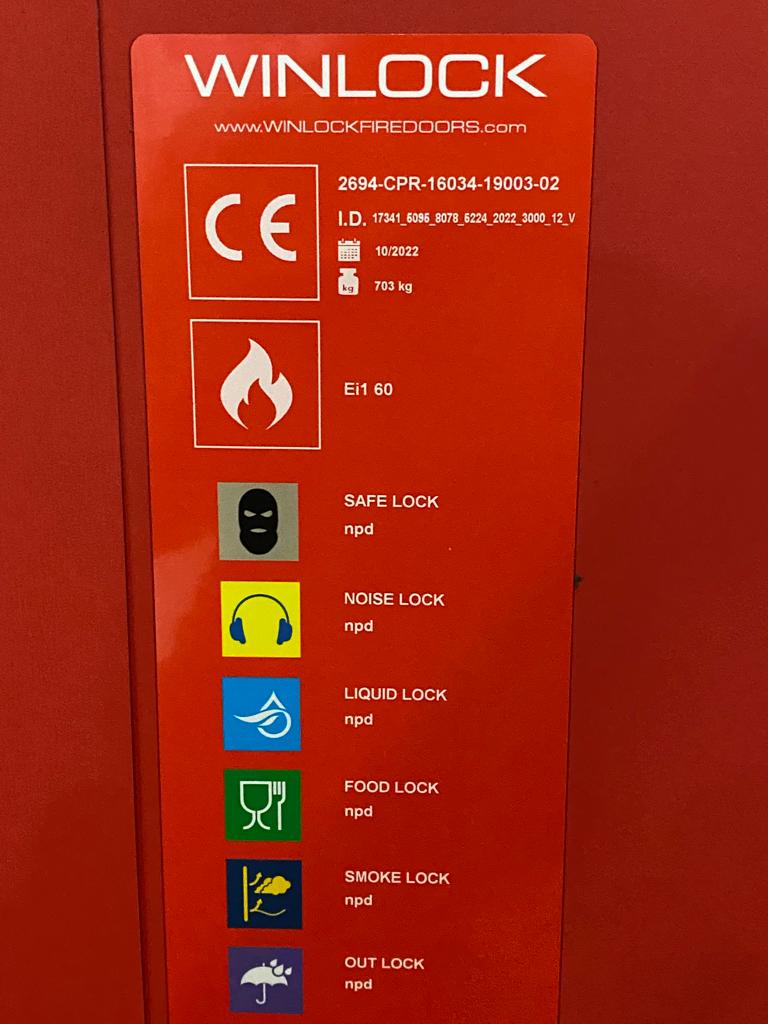 WINLOCK
www.WINLOCKFIREDOORS.com
CE
2694-CPR-16034-19003-02
I.D. 17341_5095_8078_5224_2022_3000_12_V
10/2022
kg
703 kg
Ei1 60
SAFE LOCK
npd
NOISE LOCK
npd
LIQUID LOCK
npd
FOOD LOCK
npd
SMOKE LOCK
npd
OUT LOCK
npd